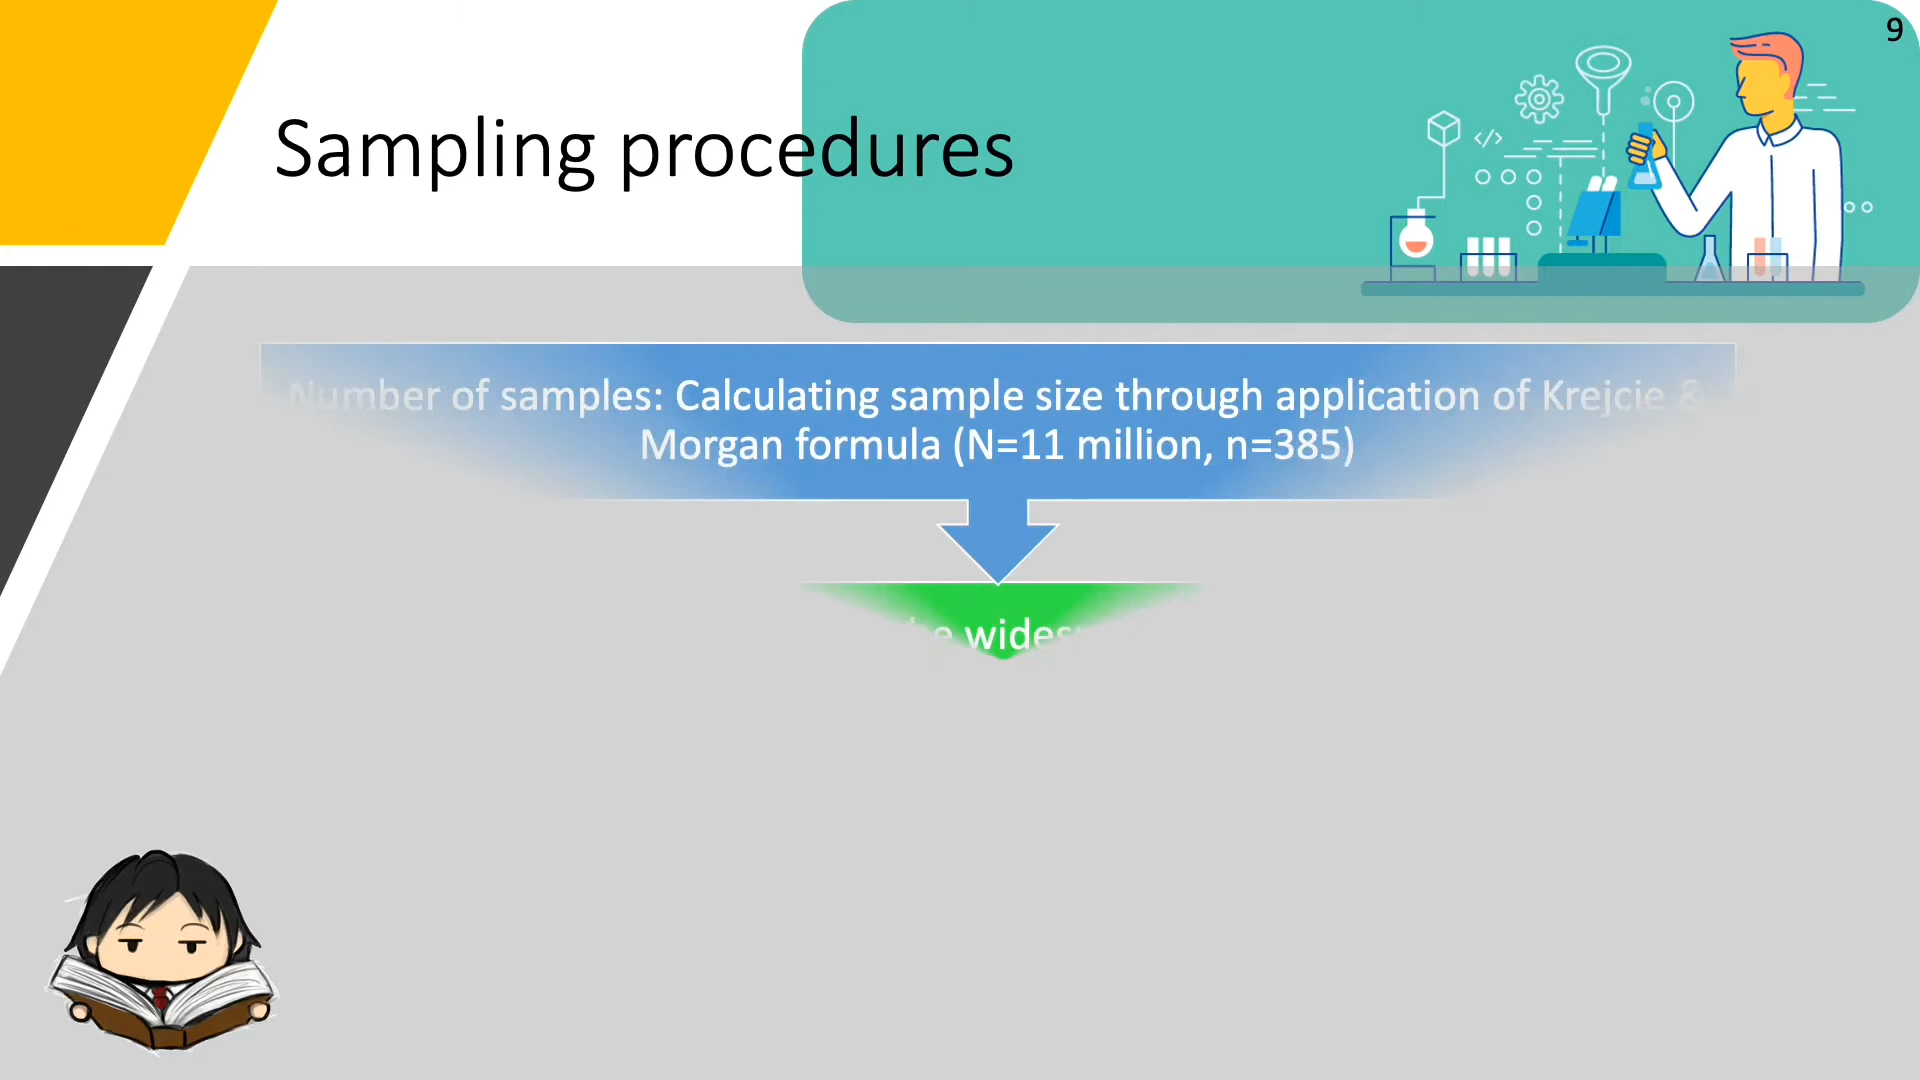 9
Sampling procedures
</>
Number of samples: Calculating sample size through application of Krejcie &
Morgan formula (N=11 million, n=385)